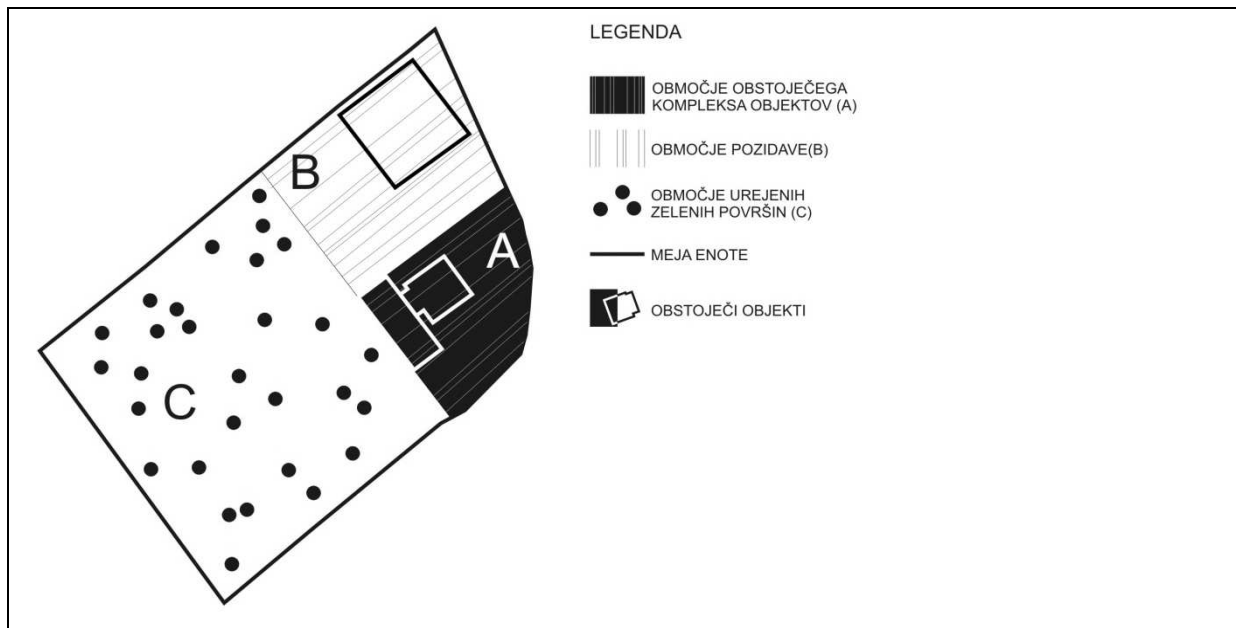 LEGENDA
OBMOČJE OBSTOJEČEGA
KOMPLEKSA OBJEKTOV (A)
OBMOČJE POZIDAVE(B)
OBMOČJE UREJENIH
ZELENIH POVRŠIN (C)
MEJA ENOTE
OBSTOJEČI OBJEKTI
B
A
C